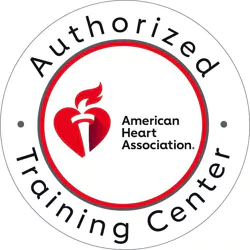 Authorized
American
Heart
Association.
Training Center